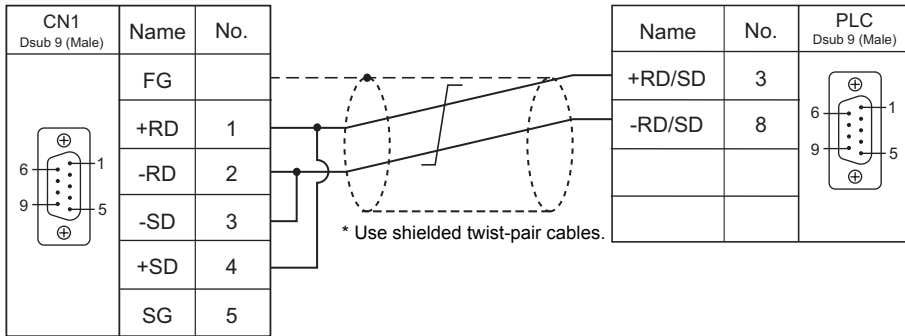 CN1
Dsub 9 (Male)
Name
No.
FG
+RD
1
-RD
2
-SD
3
+SD
4
SG
5
6
1
9
5
* Use shielded twist-pair cables.
Name
No.
PLC
Dsub 9 (Male)
+RD/SD
3
-RD/SD
8
6
1
9
5